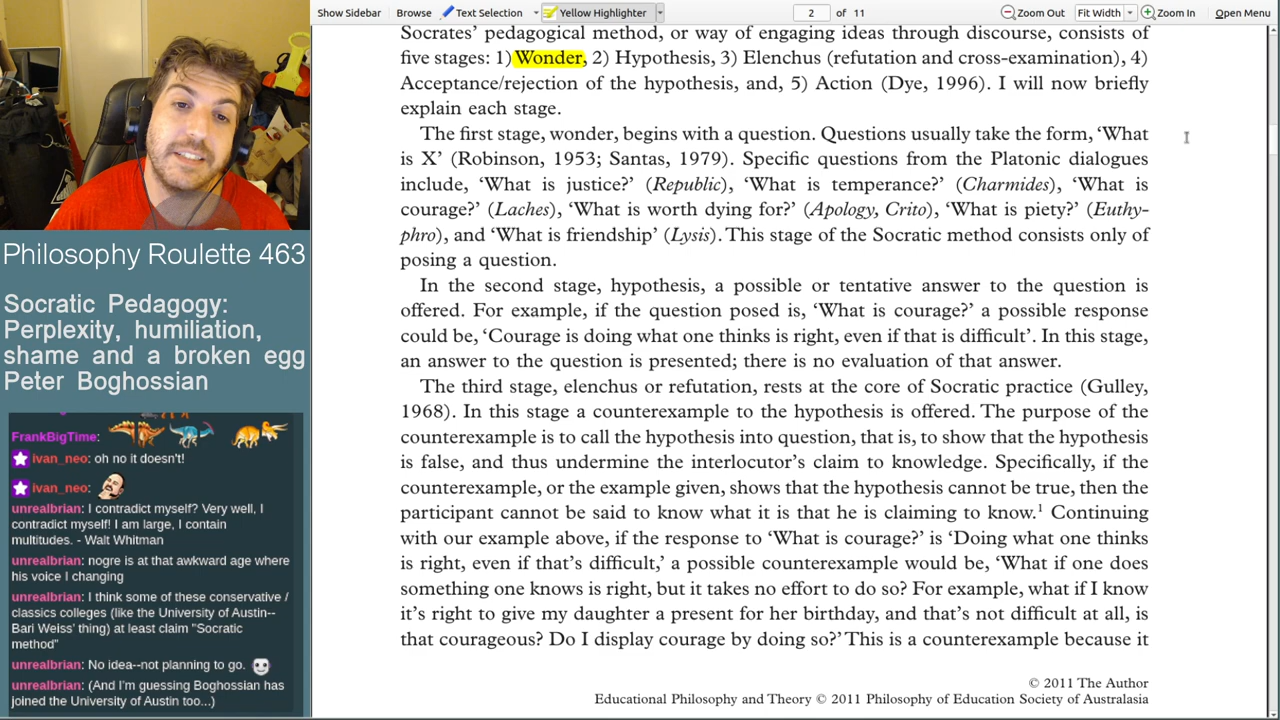 Show Sidebar Browse Text Selection Yellow Highlighter 2 of 11 Zoom Out Fit Width Zoom In Open Menu
Socrates' pedagogical method, or way of engaging ideas through discourse, consists of
five stages: 1) Wonder, 2) Hypothesis, 3) Elenchus (refutation and cross-examination), 4)
Acceptance/rejection of the hypothesis, and, 5) Action (Dye, 1996). I will now briefly
explain each stage.
The first stage, wonder, begins with a question. Questions usually take the form, 'What
is X' (Robinson, 1953; Santas, 1979). Specific questions from the Platonic dialogues
include, 'What is justice?' (Republic), 'What is temperance?' (Charmides), 'What is
courage?' (Laches), 'What is worth dying for?' (Apology, Crito), 'What is piety?' (Euthy-
phro), and 'What is friendship' (Lysis). This stage of the Socratic method consists only of
posing a question.
In the second stage, hypothesis, a possible or tentative answer to the question is
offered. For example, if the question posed is, 'What is courage?' a possible response
could be, 'Courage is doing what one thinks is right, even if that is difficult'. In this stage,
an answer to the question is presented; there is no evaluation of that answer.
The third stage, elenchus or refutation, rests at the core of Socratic practice (Gulley,
1968). In this stage a counterexample to the hypothesis is offered. The purpose of the
counterexample is to call the hypothesis into question, that is, to show that the hypothesis
is false, and thus undermine the interlocutor's claim to knowledge. Specifically, if the
counterexample, or the example given, shows that the hypothesis cannot be true, then the
participant cannot be said to know what it is that he is claiming to know.¹ Continuing
with our example above, if the response to 'What is courage?' is 'Doing what one thinks
is right, even if that's difficult,' a possible counterexample would be, 'What if one does
something one knows is right, but it takes no effort to do so? For example, what if I know
it's right to give my daughter a present for her birthday, and that's not difficult at all, is
that courageous? Do I display courage by doing so?' This is a counterexample because it
© 2011 The Author
Educational Philosophy and Theory © 2011 Philosophy of Education Society of Australasia
Philosophy Roulette 463
Socratic Pedagogy:
Perplexity, humiliation,
shame and a broken egg
Peter Boghossian
FrankBigTime:
ivan_neo: oh no it doesn't!
ivan_neo:
unrealbrian: I contradict myself? Very well, I
contradict myself! I am large, I contain
multitudes. - Walt Whitman
unrealbrian: nogre is at that awkward age where
his voice I changing
unrealbrian: I think some of these conservative /
classics colleges (like the University of Austin--
Bari Weiss' thing) at least claim "Socratic
method"
unrealbrian: No idea--not planning to go.
unrealbrian: (And I'm guessing Boghossian has
joined the University of Austin too...)